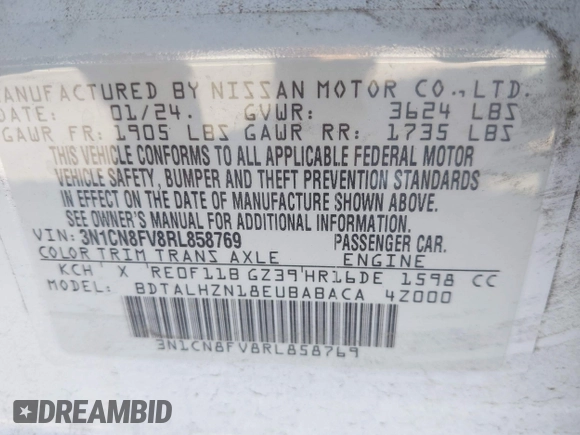 MANUFACTURED BY NISSAN MOTOR CO., LTD.
DATE: 01/24. GVWR: 3624 LBS
GAWR FR: 1905 LBS GAWR RR: 1735 LBS
THIS VEHICLE CONFORMS TO ALL APPLICABLE FEDERAL MOTOR
VEHICLE SAFETY, BUMPER AND THEFT PREVENTION STANDARDS
IN EFFECT ON THE DATE OF MANUFACTURE SHOWN ABOVE.
SEE OWNER'S MANUAL FOR ADDITIONAL INFORMATION.
VIN: 3N1CN8FV8RL858769 PASSENGER CAR.
COLOR TRIM TRANS AXLE ENGINE
KCH X RE0F11B GZ39 HR16DE 1598 CC
MODEL: BDTALHZN18EUBABACA 4Z000
3N1CN8FV8RL858769
DREAMBID